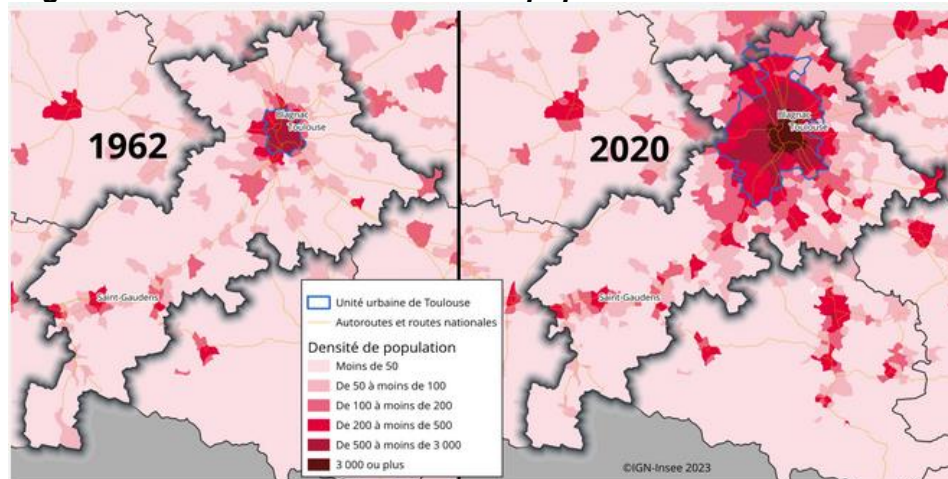 1962
Blagnac
Toulouse
Saint-Gaudens
2020
Blagnac
Toulouse
Saint-Gaudens
Unité urbaine de Toulouse
Autoroutes et routes nationales
Densité de population
Moins de 50
De 50 à moins de 100
De 100 à moins de 200
De 200 à moins de 500
De 500 à moins de 3 000
3 000 ou plus
©IGN-Insee 2023